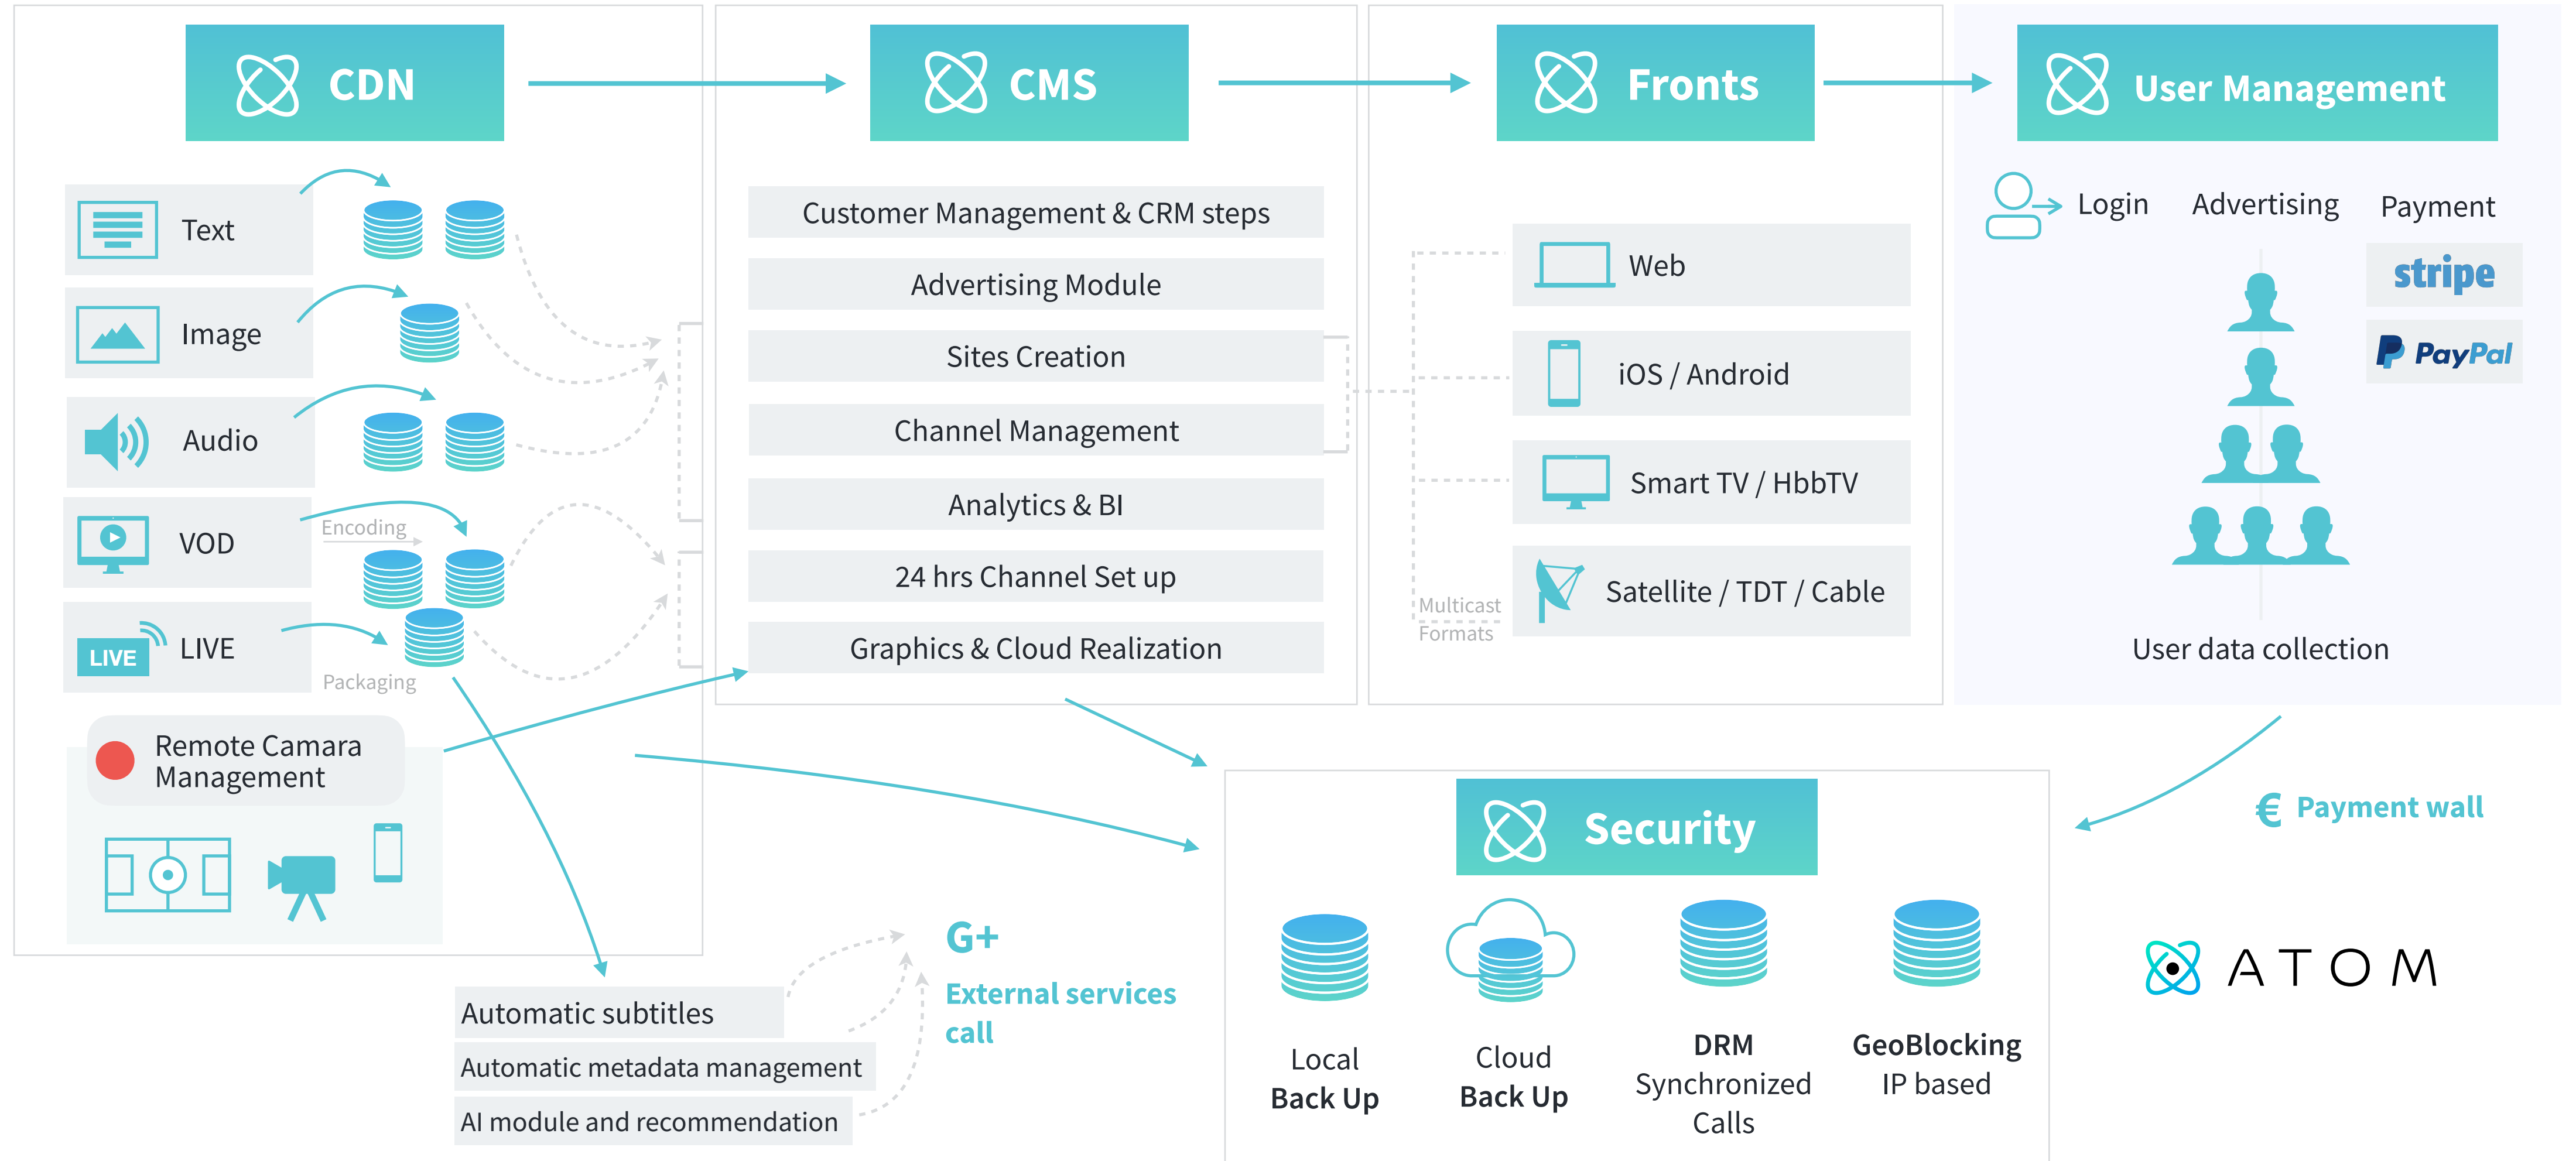 CDN
CMS
Fronts
User Management
Text
Image
Audio
VOD
Encoding
LIVE
LIVE
Packaging
Remote Camara
Management
Customer Management & CRM steps
Advertising Module
Sites Creation
Channel Management
Analytics & BI
24 hrs Channel Set up
Graphics & Cloud Realization
Web
iOS / Android
Smart TV / HbbTV
Satellite / TDT / Cable
Multicast
Formats
Login
Advertising
Payment
stripe
PayPal
User data collection
€ Payment wall
Automatic subtitles
Automatic metadata management
AI module and recommendation
G+
External services
call
Security
Local
Back Up
Cloud
Back Up
DRM
Synchronized
Calls
GeoBlocking
IP based
ATOM